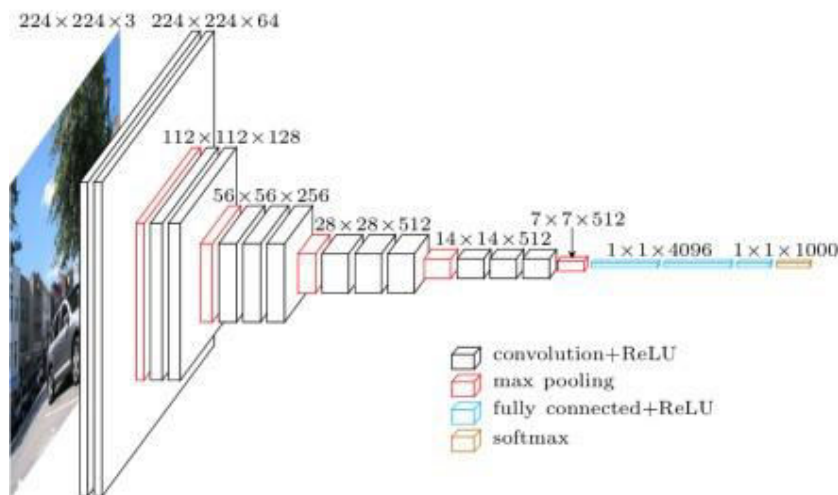 224×224×3
224×224×64
112×112×128
56×56×256
28×28×512
14×14×512
7×7×512
1×1×4096
1×1×1000
convolution+ReLU
max pooling
fully connected+ReLU
softmax